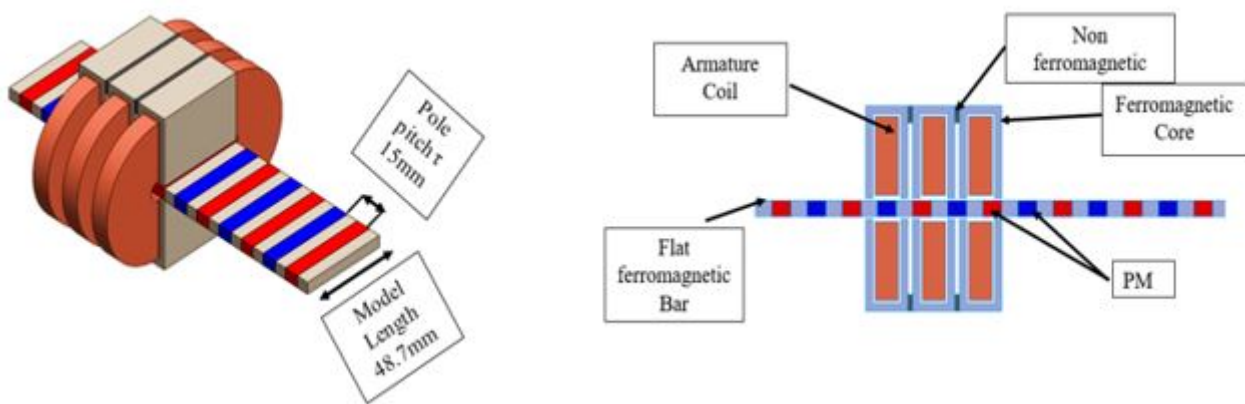 Pole
pitch τ
15mm
Model
Length
48.7mm
Armature
Coil
Non
ferromagnetic
Ferromagnetic
Core
Flat
ferromagnetic
Bar
PM